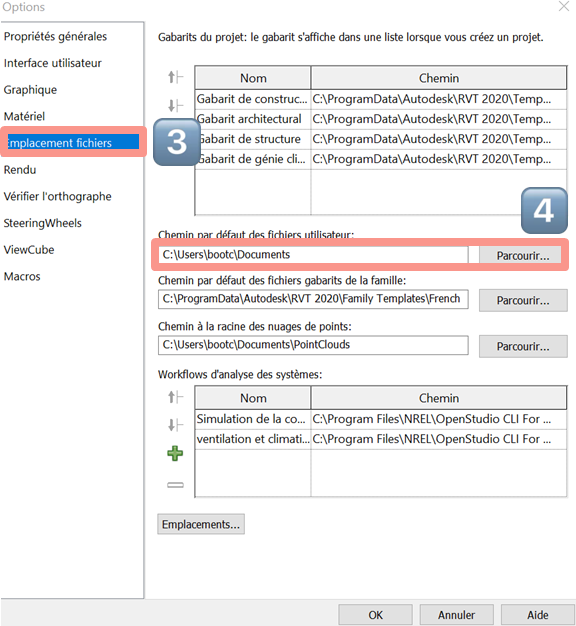 Options
Propriétés générales
Interface utilisateur
Graphique
Matériel
Emplacement fichiers
Rendu
Vérifier l'orthographe
SteeringWheels
ViewCube
Macros
Gabarits du projet: le gabarit s'affiche dans une liste lorsque vous créez un projet.
Nom Chemin
Gabarit de construc... C:\ProgramData\Autodesk\RVT 2020\Temp...
Gabarit architectural C:\ProgramData\Autodesk\RVT 2020\Temp...
Gabarit de structure C:\ProgramData\Autodesk\RVT 2020\Temp...
Gabarit de génie cli... C:\ProgramData\Autodesk\RVT 2020\Temp...
3
4
Chemin par défaut des fichiers utilisateur:
C:\Users\bootc\Documents Parcourir...
Chemin par défaut des fichiers gabarits de la famille:
C:\ProgramData\Autodesk\RVT 2020\Family Templates\French Parcourir...
Chemin à la racine des nuages de points:
C:\Users\bootc\Documents\PointClouds Parcourir...
Workflows d'analyse des systèmes:
Nom Chemin
Simulation de la co... C:\Program Files\NREL\OpenStudio CLI For ...
ventilation et climati... C:\Program Files\NREL\OpenStudio CLI For ...
Emplacements...
OK Annuler Aide